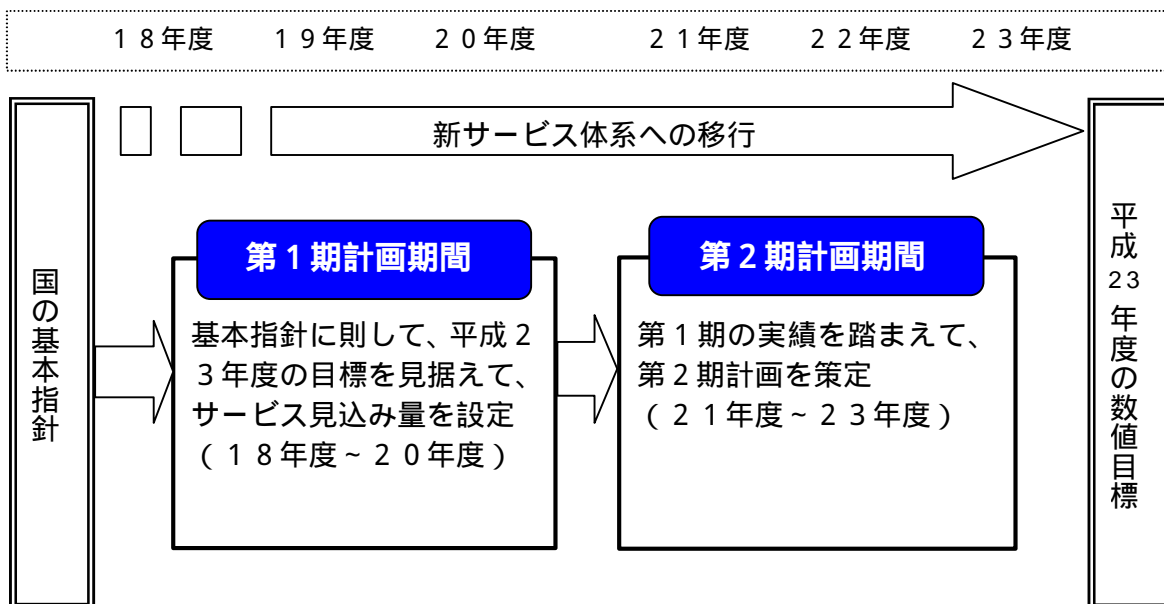 １８年度　１９年度　２０年度　２１年度　２２年度　２３年度
新サービス体系への移行
国の基本指針
第１期計画期間
基本指針に則して、平成２
３年度の目標を見据えて、
サービス見込み量を設定
（１８年度～２０年度）
第２期計画期間
第１期の実績を踏まえて、
第２期計画を策定
（２１年度～２３年度）
平成23年度の数値目標